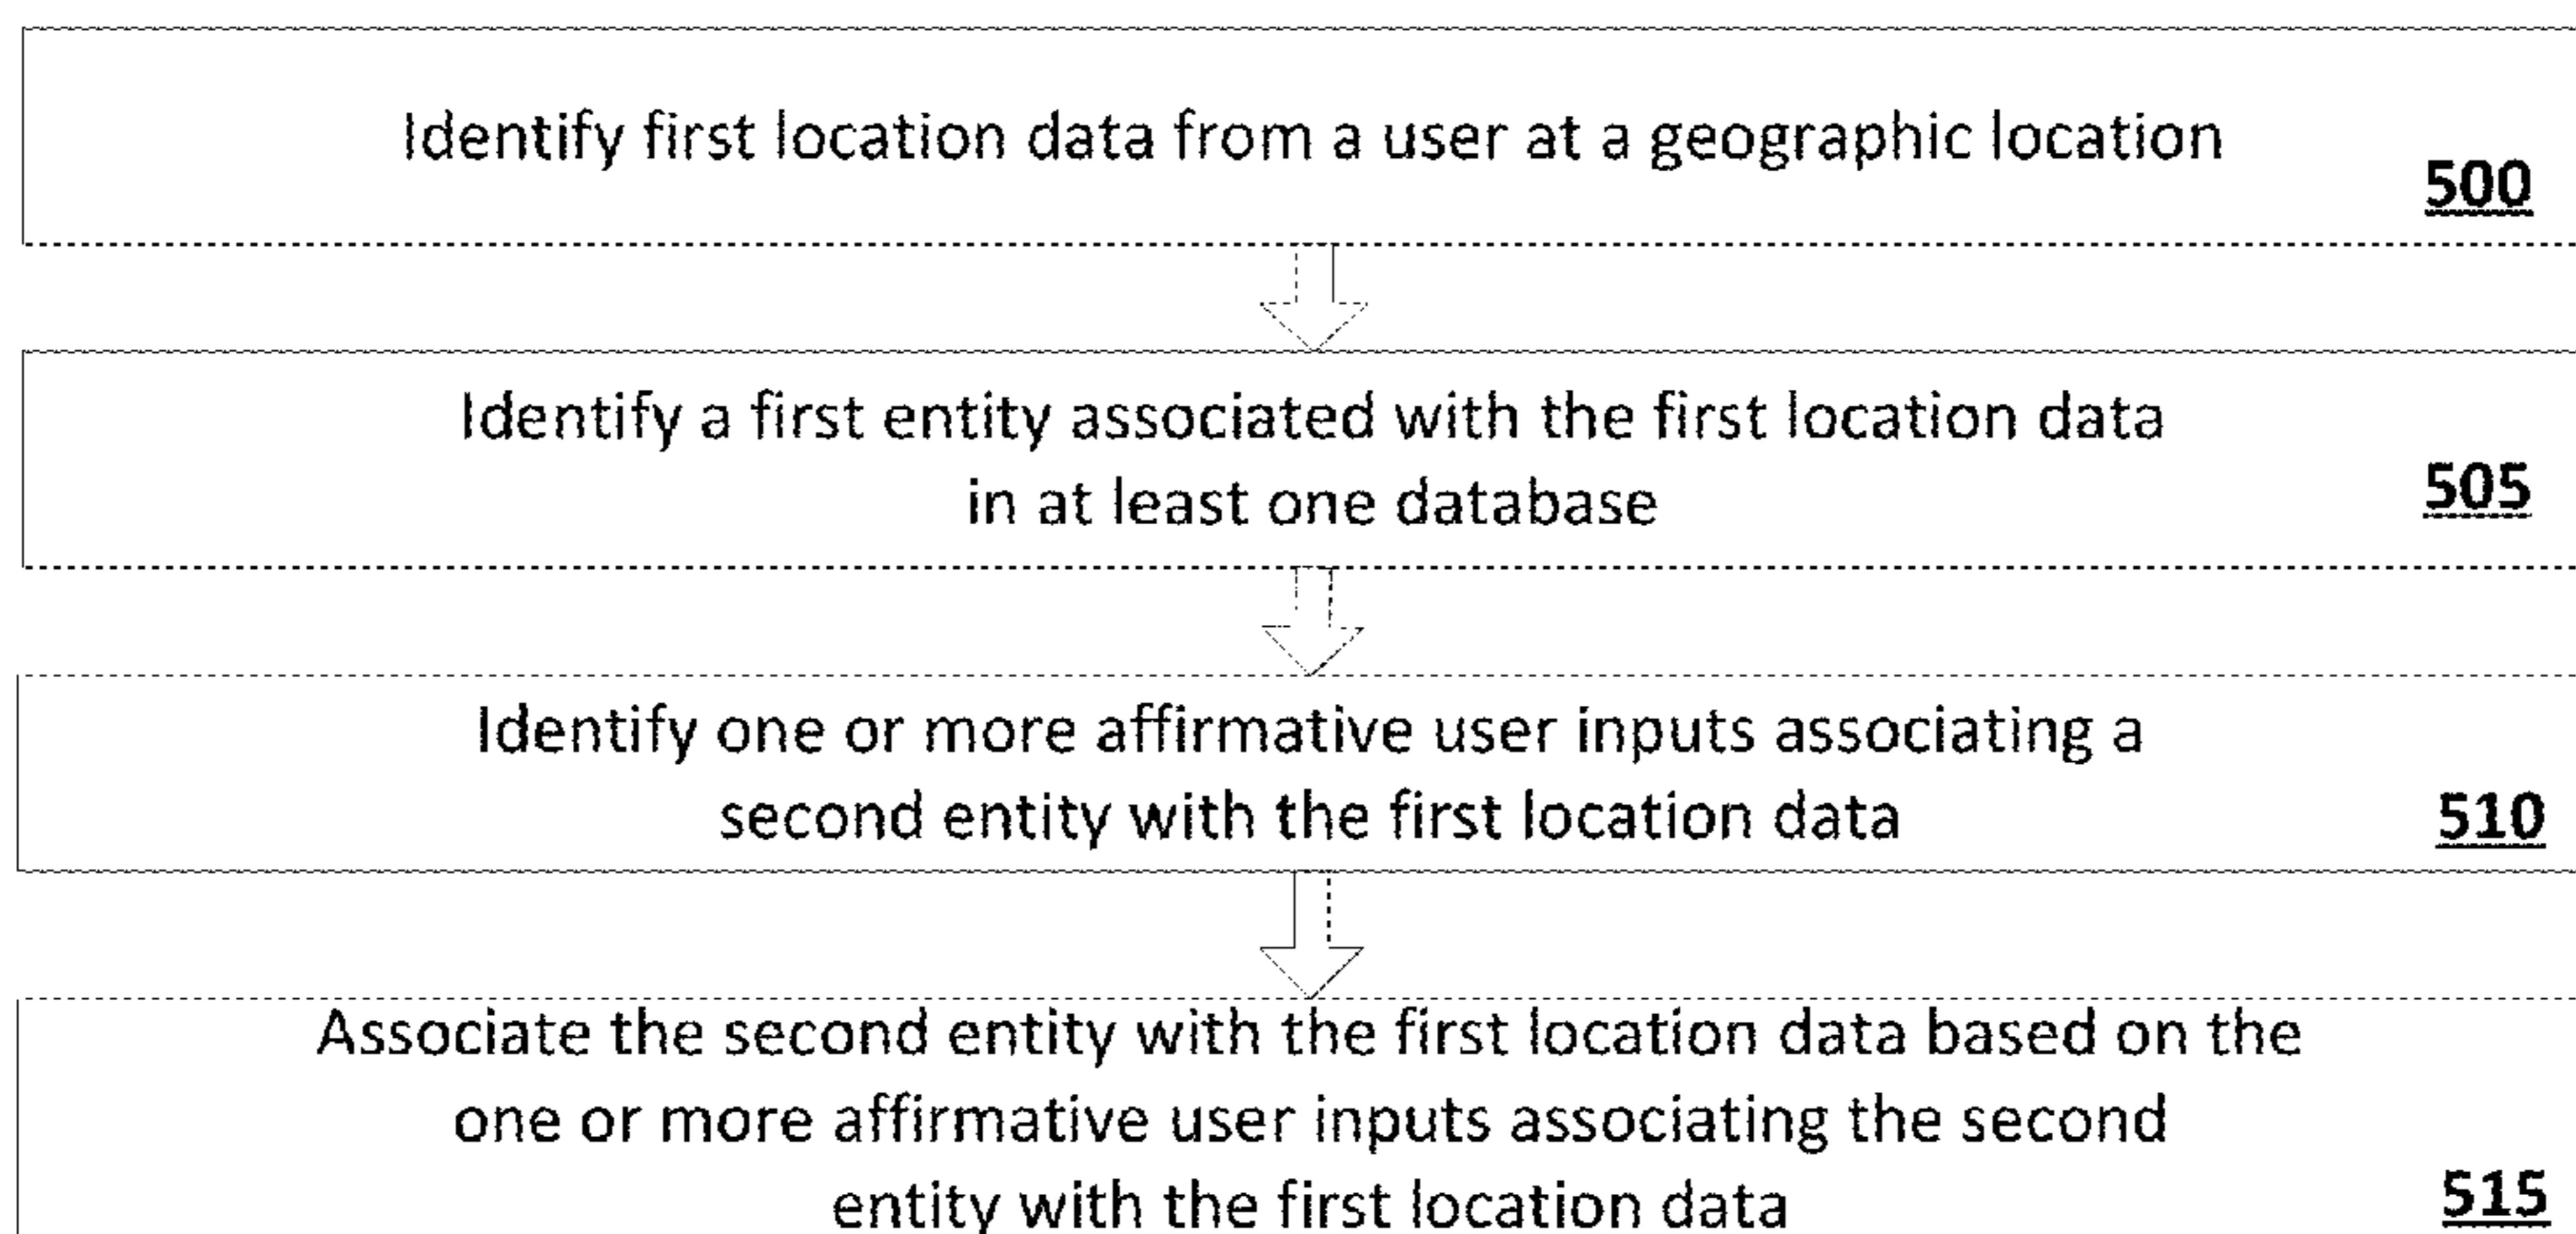 Identify first location data from a user at a geographic location
500
Identify a first entity associated with the first location data
in at least one database
505
Identify one or more affirmative user inputs associating a
second entity with the first location data
510
Associate the second entity with the first location data based on the
one or more affirmative user inputs associating the second
entity with the first location data
515